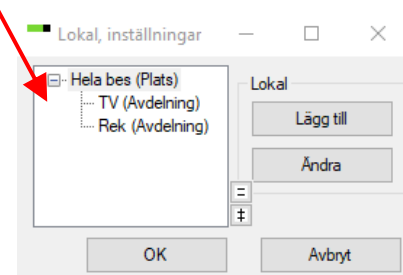 Lokal, inställningar
Hela bes (Plats)
TV (Avdelning)
Rek (Avdelning)
Lokal
Lägg till
Ändra
=
‡
OK
Avbryt